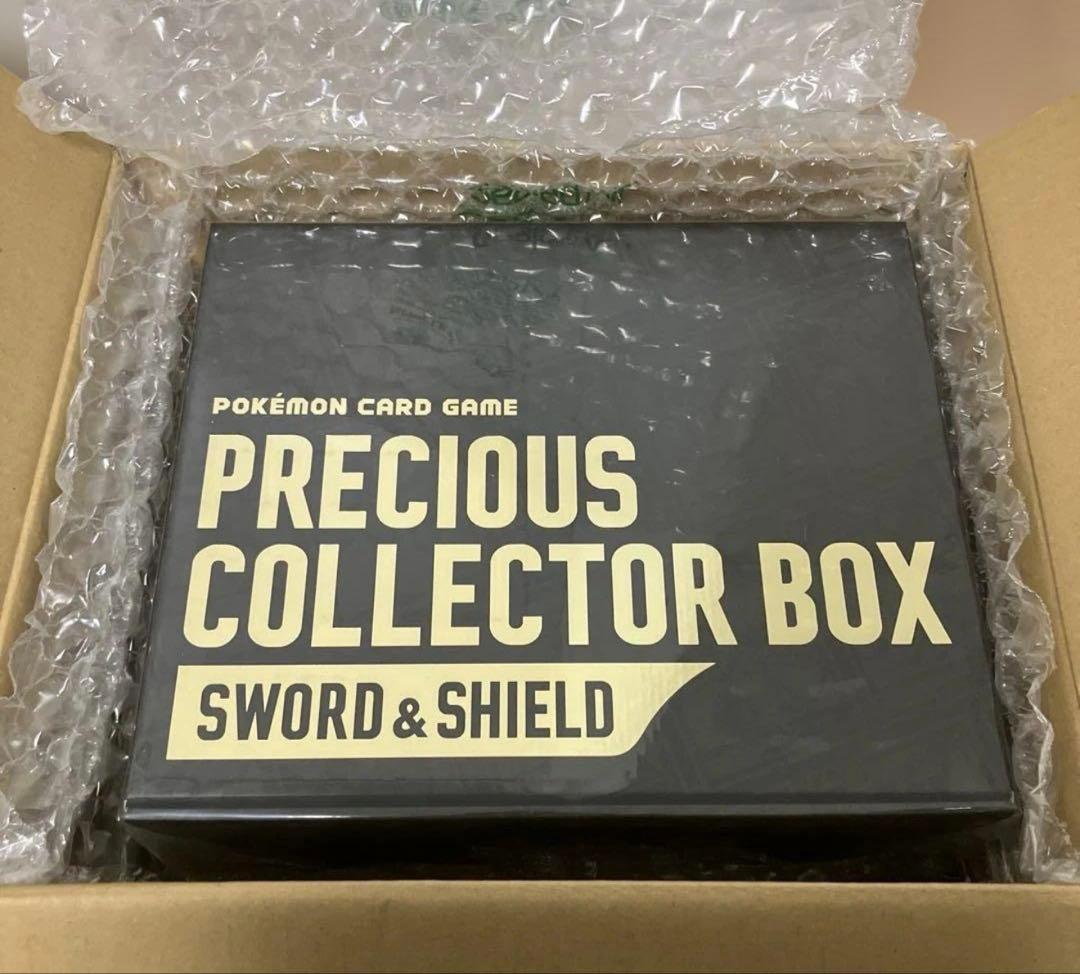 POKÉMON CARD GAME
PRECIOUS
COLLECTOR BOX
SWORD & SHIELD